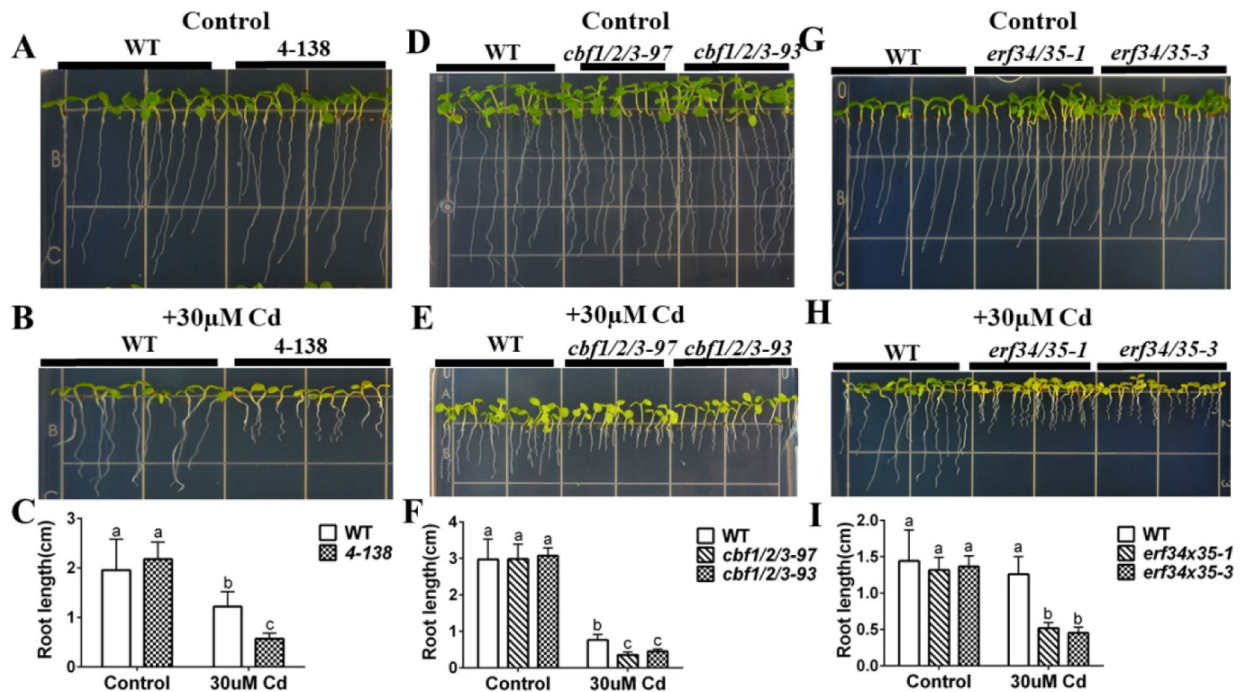 Control
A WT 4-138
B
C
+30µM Cd
B WT 4-138
B
C
C
Root length(cm)
3
2
1
0
a a b c
Control 30uM Cd
WT
4-138
Control
D WT cbf1/2/3-97 cbf1/2/3-93
+30µM Cd
E WT cbf1/2/3-97 cbf1/2/3-93
A
B
F
Root length(cm)
4
3
2
1
0
a a a b c c
Control 30uM Cd
WT
cbf1/2/3-97
cbf1/2/3-93
Control
G WT erf34/35-1 erf34/35-3
B
C
+30µM Cd
H WT erf34/35-1 erf34/35-3
2
3
I
Root length(cm)
2.0
1.5
1.0
0.5
0.0
a a a a b b
Control 30uM Cd
WT
erf34x35-1
erf34x35-3